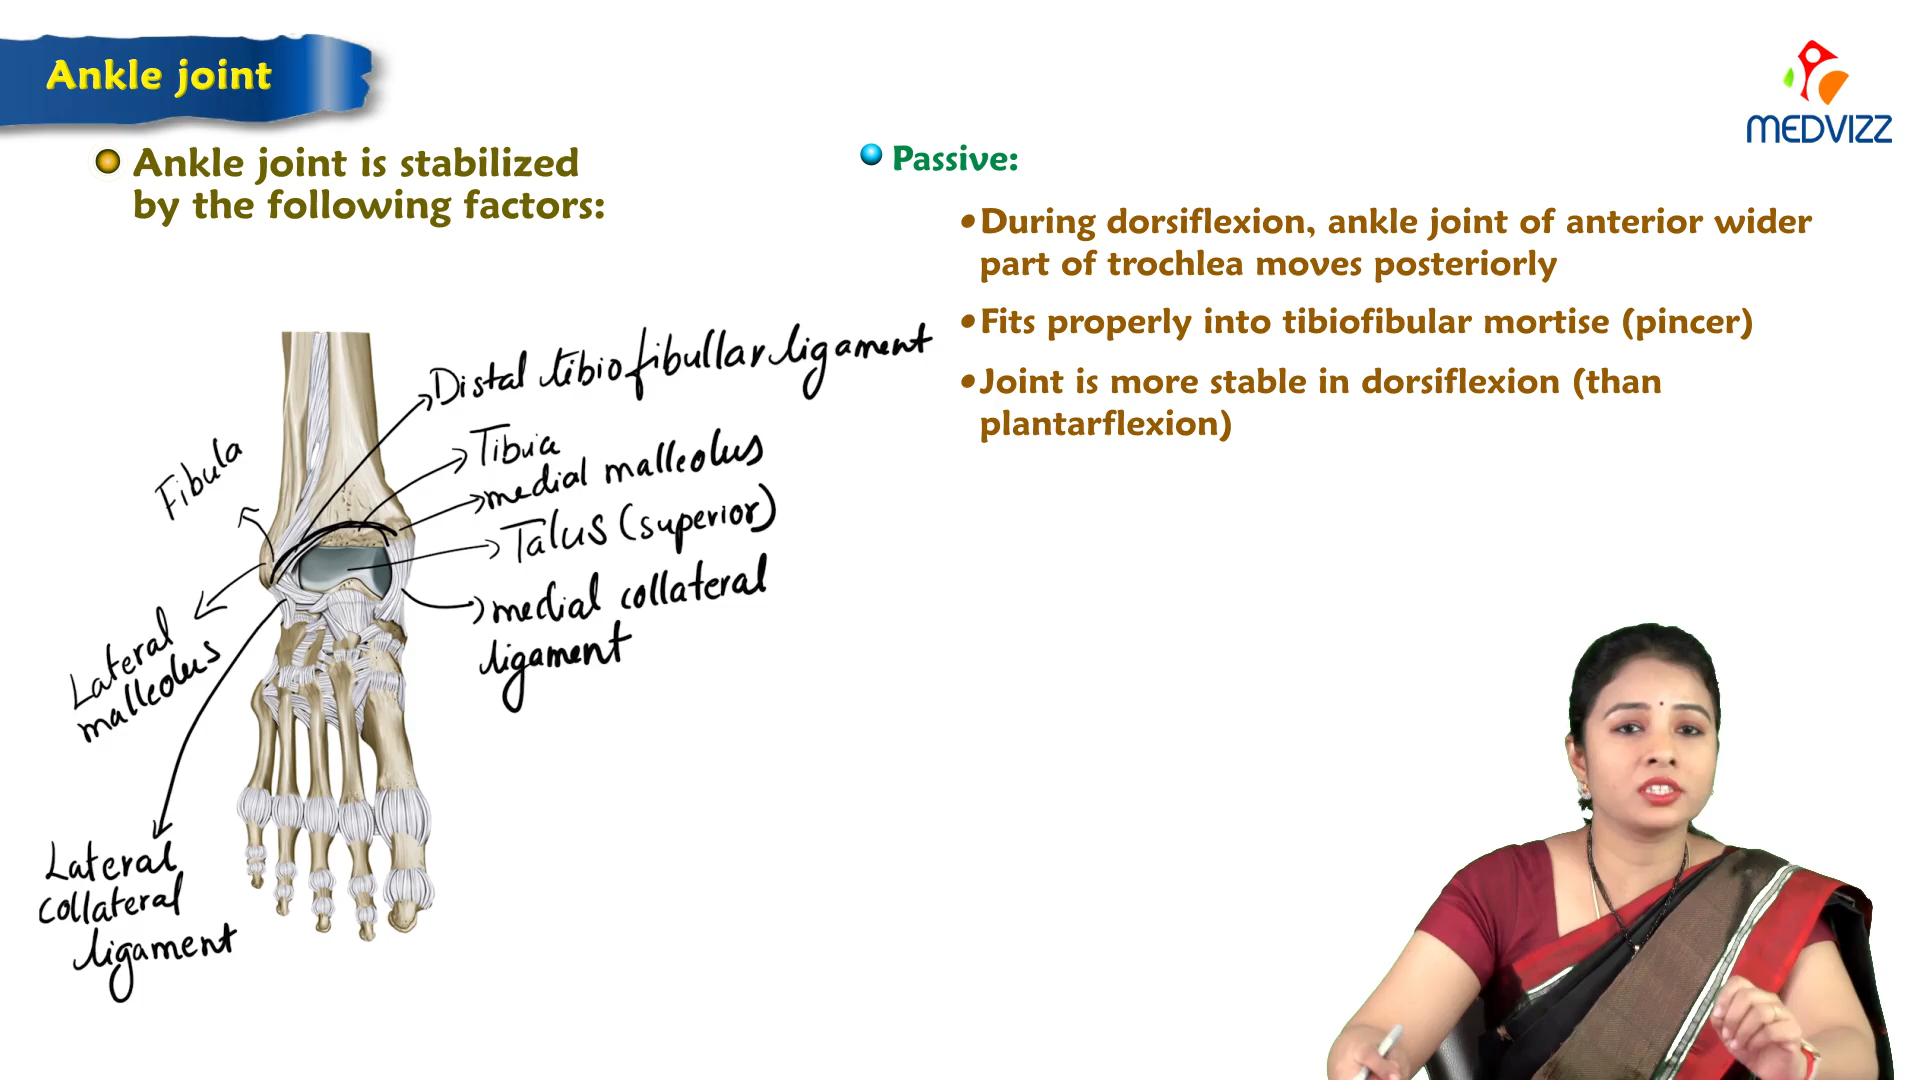 Ankle joint
MEDVIZZ
Ankle joint is stabilized
by the following factors:
Distal tibiofibullar ligament
Tibia
medial malleolus
Talus (superior)
medial collateral
ligament
Fibula
Lateral
malleolus
Lateral
collateral
ligament
Passive:
•During dorsiflexion, ankle joint of anterior wider
part of trochlea moves posteriorly
•Fits properly into tibiofibular mortise (pincer)
•Joint is more stable in dorsiflexion (than
plantarflexion)